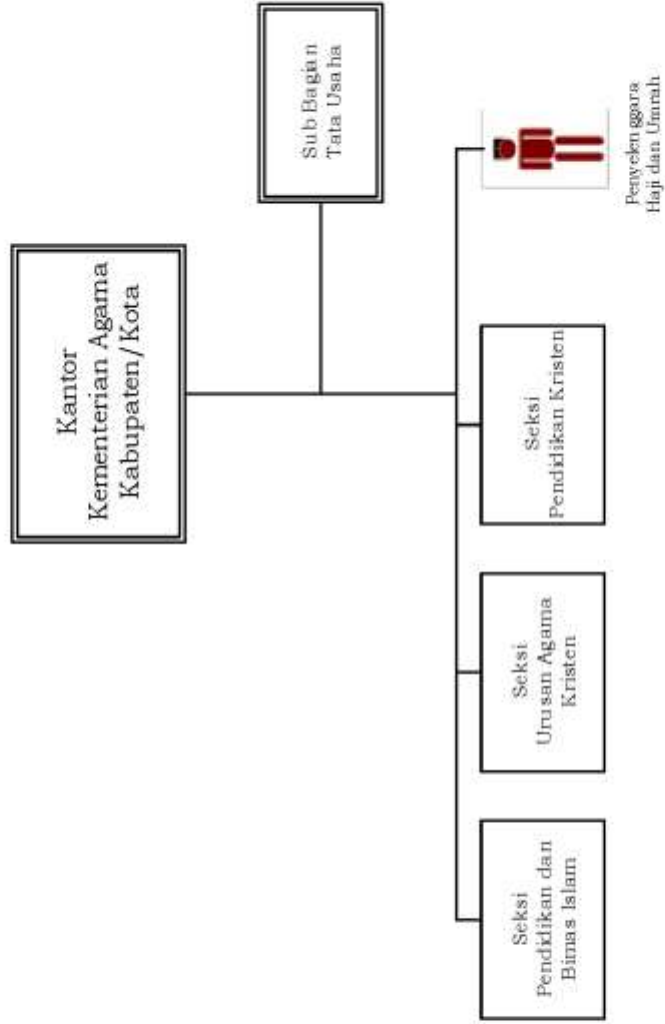 Kantor
Kementerian Agama
Kabupaten/Kota
Sub Bagian
Tata Usaha
Seksi
Pendidikan dan
Bimas Islam
Seksi
Urusan Agama
Kristen
Seksi
Pendidikan Kristen
Penyelenggara
Haji dan Umrah